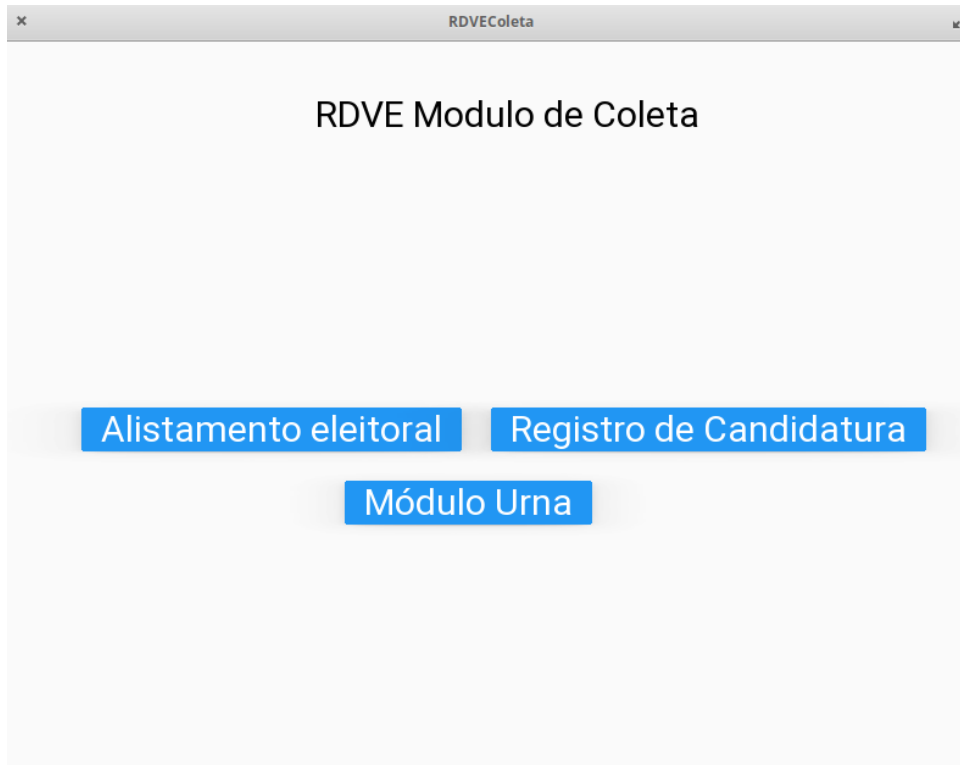 RDVEColeta
RDVE Modulo de Coleta
Alistamento eleitoral
Registro de Candidatura
Módulo Urna